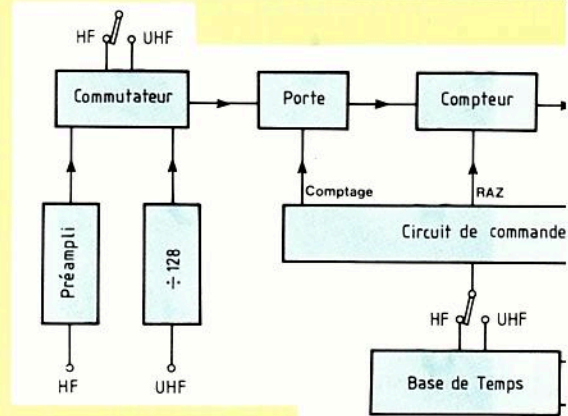 HF UHF
Commutateur
Porte
Compteur
Comptage
RAZ
Circuit de commande
Préampli
÷128
HF UHF
HF
UHF
Base de Temps